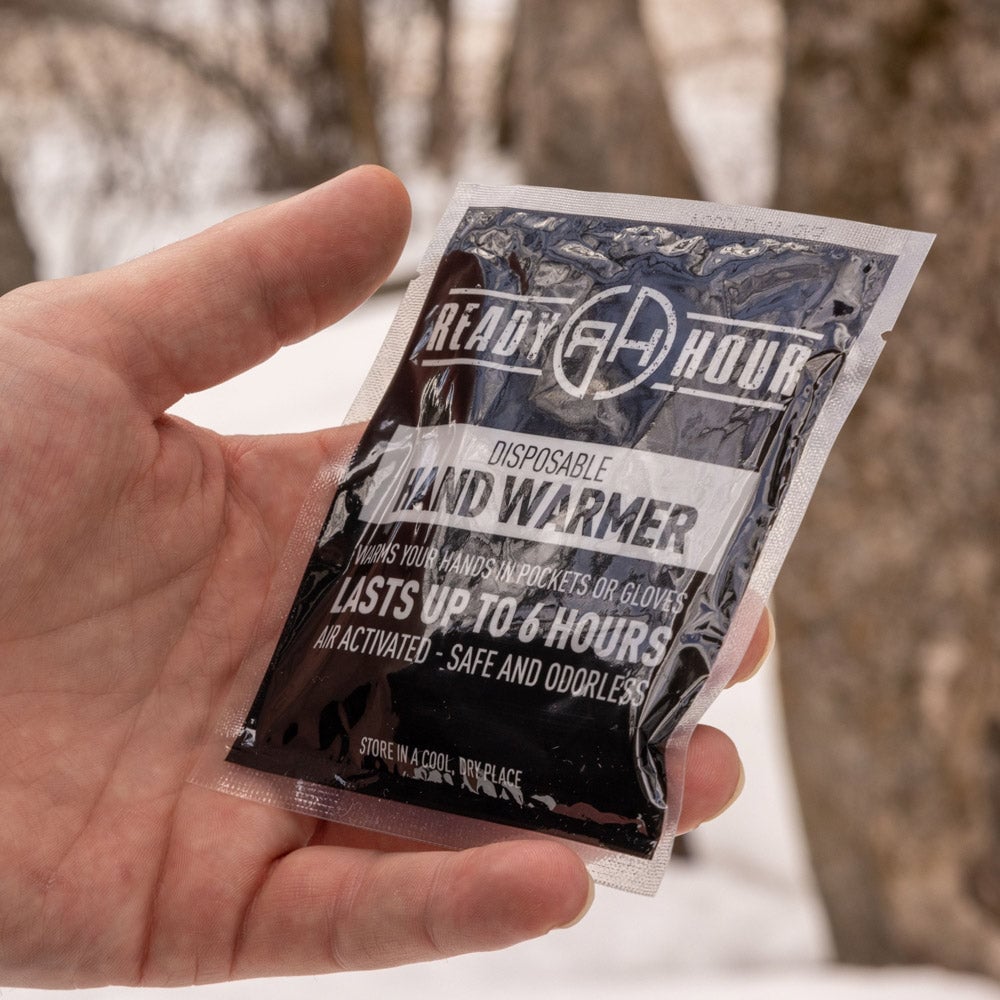 READY RH HOUR
DISPOSABLE
HAND WARMER
WARMS YOUR HANDS IN POCKETS OR GLOVES
LASTS UP TO 6 HOURS
AIR ACTIVATED - SAFE AND ODORLESS
STORE IN A COOL, DRY PLACE